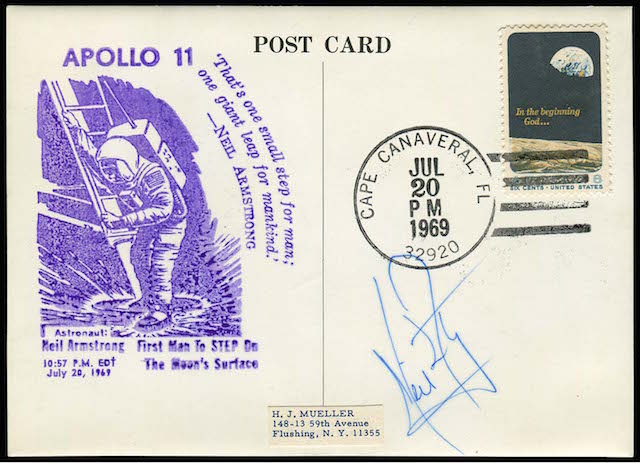 POST CARD
APOLLO 11
'That's one small step for man;
one giant leap for mankind.'
—NEIL ARMSTRONG
Astronaut:
Neil Armstrong First Man To STEP On
10:57 P.M. EDT The Moon's Surface
July 20, 1969
In the beginning
God...
8
SIX CENTS · UNITED STATES
CAPE CANAVERAL, FL
JUL
20
PM
1969
32920
Neil
H. J. MUELLER
148-13 59th Avenue
Flushing, N. Y. 11355